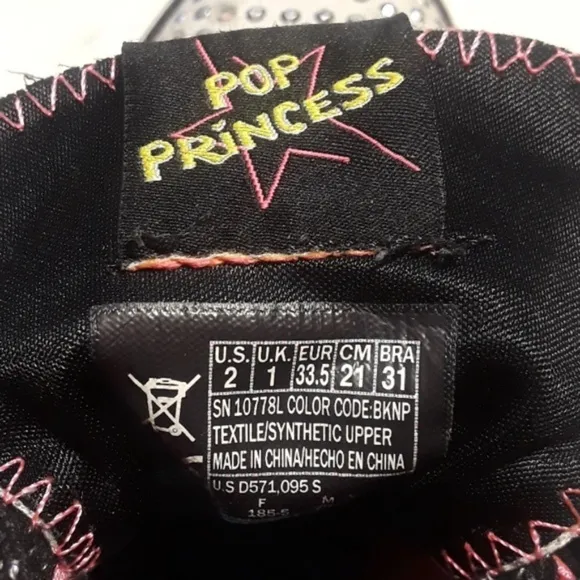 POP
PRiNCESS
U.S. U.K. EUR CM BRA
2 1 33.5 21 31
SN 10778L COLOR CODE:BKNP
TEXTILE/SYNTHETIC UPPER
MADE IN CHINA/HECHO EN CHINA
U.S D571,095 S
F M